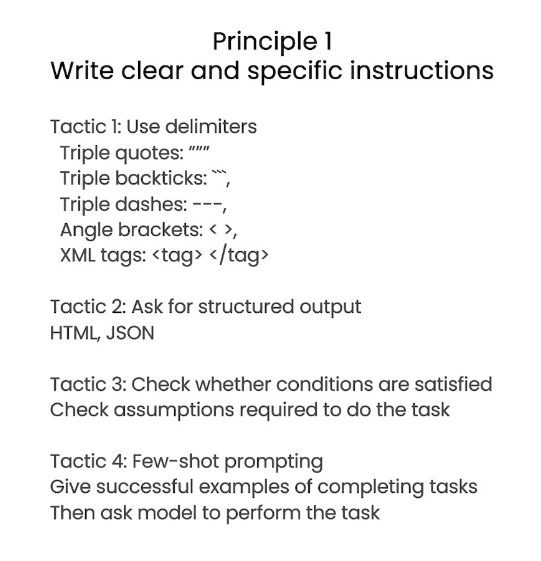 Principle 1
Write clear and specific instructions
Tactic 1: Use delimiters
Triple quotes: """
Triple backticks: ```,
Triple dashes: ---,
Angle brackets: < >,
XML tags: <tag> </tag>
Tactic 2: Ask for structured output
HTML, JSON
Tactic 3: Check whether conditions are satisfied
Check assumptions required to do the task
Tactic 4: Few-shot prompting
Give successful examples of completing tasks
Then ask model to perform the task